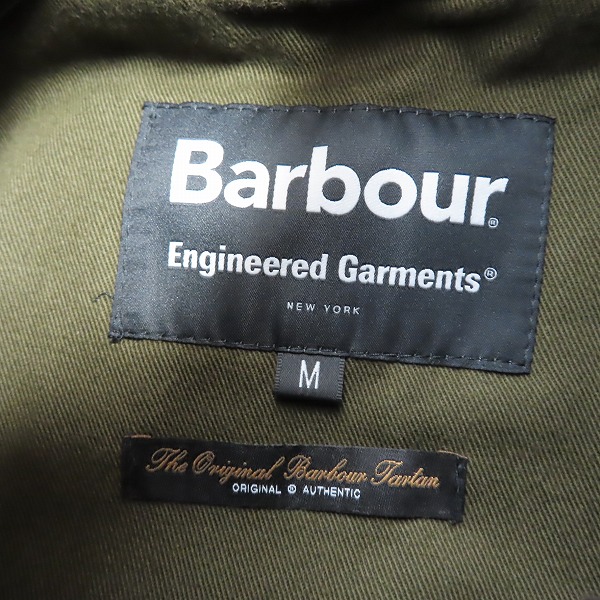 Barbour®
Engineered Garments®
NEW YORK
M
The Original Barbour Tartan
ORIGINAL ® AUTHENTIC